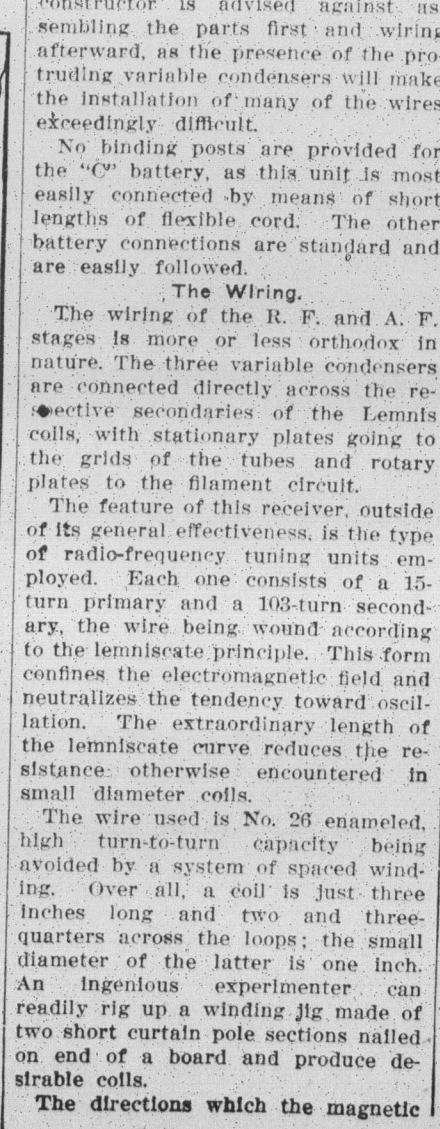 constructor is advised against as-
sembling the parts first and wiring
afterward, as the presence of the pro-
truding variable condensers will make
the installation of many of the wires
exceedingly difficult.
No binding posts are provided for
the "C" battery, as this unit is most
easily connected by means of short
lengths of flexible cord. The other
battery connections are standard and
are easily followed.
The Wiring.
The wiring of the R. F. and A. F.
stages is more or less orthodox in
nature. The three variable condensers
are connected directly across the re-
spective secondaries of the Lemnis
coils, with stationary plates going to
the grids of the tubes and rotary
plates to the filament circuit.
The feature of this receiver, outside
of its general effectiveness, is the type
of radio-frequency tuning units em-
ployed. Each one consists of a 15-
turn primary and a 103-turn second-
ary, the wire being wound according
to the lemniscate principle. This form
confines the electromagnetic field and
neutralizes the tendency toward oscil-
lation. The extraordinary length of
the lemniscate curve reduces the re-
sistance otherwise encountered in
small diameter coils.
The wire used is No. 26 enameled,
high turn-to-turn capacity being
avoided by a system of spaced wind-
ing. Over all, a coil is just three
inches long and two and three-
quarters across the loops; the small
diameter of the latter is one inch.
An ingenious experimenter can
readily rig up a winding jig made of
two short curtain pole sections nailed
on end of a board and produce de-
sirable coils.
The directions which the magnetic